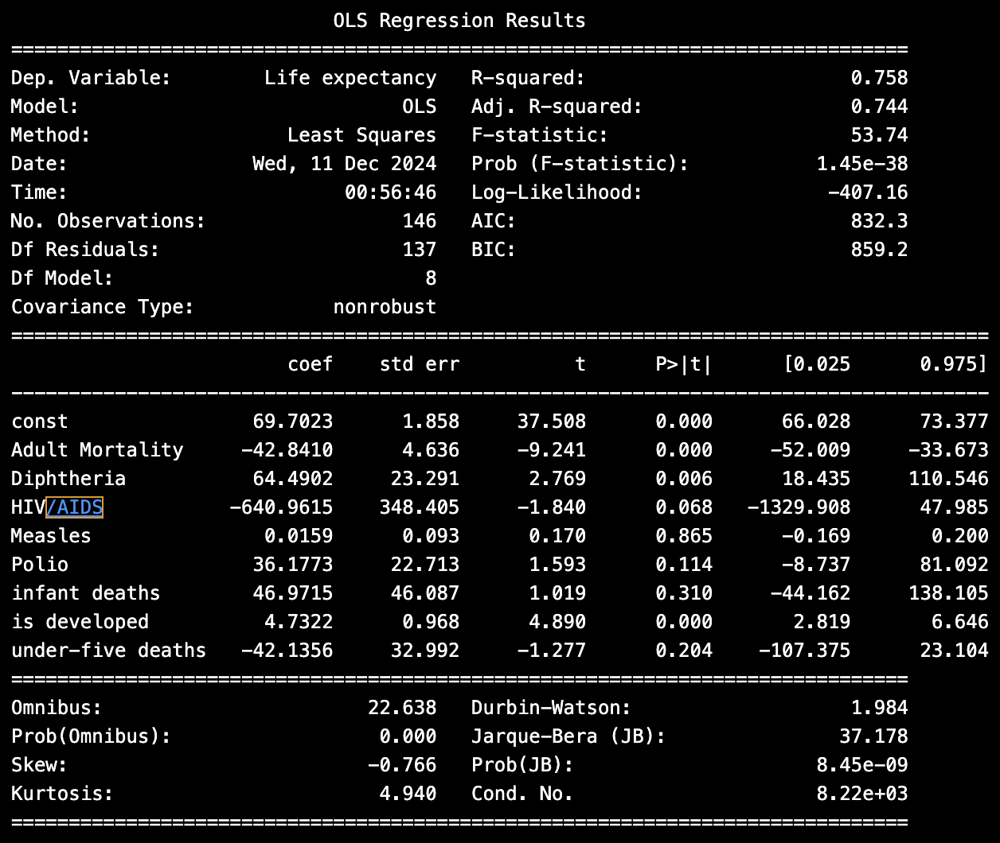 OLS Regression Results
==============================================================================
Dep. Variable:        Life expectancy   R-squared:                       0.758
Model:                            OLS   Adj. R-squared:                  0.744
Method:                 Least Squares   F-statistic:                     53.74
Date:                Wed, 11 Dec 2024   Prob (F-statistic):           1.45e-38
Time:                        00:56:46   Log-Likelihood:                -407.16
No. Observations:                 146   AIC:                             832.3
Df Residuals:                     137   BIC:                             859.2
Df Model:                           8
Covariance Type:            nonrobust
=====================================================================================
                        coef    std err          t      P>|t|      [0.025      0.975]
-------------------------------------------------------------------------------------
const                69.7023      1.858     37.508      0.000      66.028      73.377
Adult Mortality     -42.8410      4.636     -9.241      0.000     -52.009     -33.673
Diphtheria           64.4902     23.291      2.769      0.006      18.435     110.546
HIV/AIDS           -640.9615    348.405     -1.840      0.068   -1329.908      47.985
Measles               0.0159      0.093      0.170      0.865      -0.169       0.200
Polio                36.1773     22.713      1.593      0.114      -8.737      81.092
infant deaths        46.9715     46.087      1.019      0.310     -44.162     138.105
is developed          4.7322      0.968      4.890      0.000       2.819       6.646
under-five deaths   -42.1356     32.992     -1.277      0.204    -107.375      23.104
==============================================================================
Omnibus:                       22.638   Durbin-Watson:                   1.984
Prob(Omnibus):                  0.000   Jarque-Bera (JB):               37.178
Skew:                          -0.766   Prob(JB):                     8.45e-09
Kurtosis:                       4.940   Cond. No.                     8.22e+03
==============================================================================